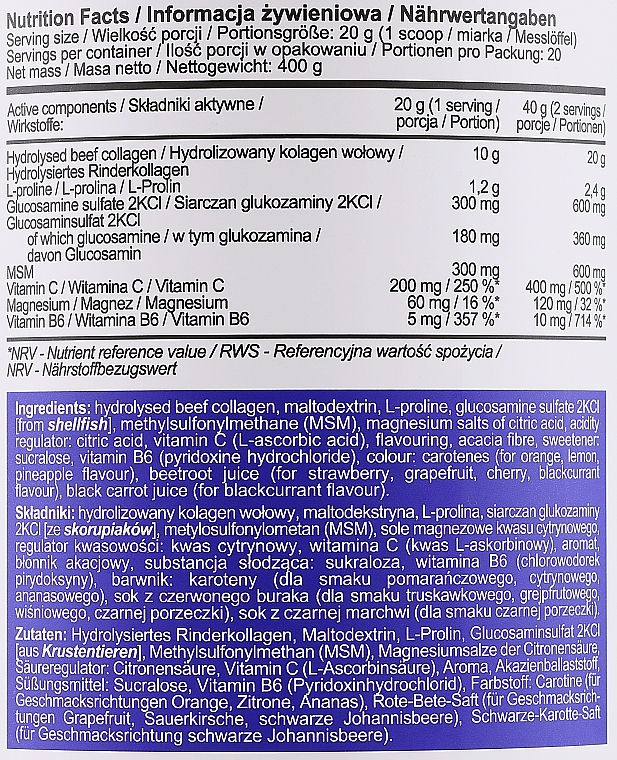 Nutrition Facts / Informacja żywieniowa / Nährwertangaben
Serving size / Wielkość porcji / Portionsgröße: 20 g (1 scoop / miarka / Messlöffel)
Servings per container / Ilość porcji w opakowaniu / Portionen pro Packung: 20
Net mass / Masa netto / Nettogewicht: 400 g
Active components / Składniki aktywne / 20 g (1 serving / 40 g (2 servings /
Wirkstoffe: porcja / Portion) porcje / Portionen)
Hydrolysed beef collagen / Hydrolizowany kolagen wołowy / 10 g 20 g
Hydrolysiertes Rinderkollagen
L-proline / L-prolina / L-Prolin 1,2 g 2,4 g
Glucosamine sulfate 2KCl / Siarczan glukozaminy 2KCl / 300 mg 600 mg
Glucosaminsulfat 2KCl
of which glucosamine / w tym glukozamina / 180 mg 360 mg
davon Glucosamin
MSM 300 mg 600 mg
Vitamin C / Witamina C / Vitamin C 200 mg / 250 %* 400 mg / 500 %*
Magnesium / Magnez / Magnesium 60 mg / 16 %* 120 mg / 32 %*
Vitamin B6 / Witamina B6 / Vitamin B6 5 mg / 357 %* 10 mg / 714 %*
*NRV - Nutrient reference value / RWS - Referencyjna wartość spożycia /
NRV - Nährstoffbezugswert
Ingredients: hydrolysed beef collagen, maltodextrin, L-proline, glucosamine sulfate 2KCl
[from shellfish], methylsulfonylmethane (MSM), magnesium salts of citric acid, acidity
regulator: citric acid, vitamin C (L-ascorbic acid), flavouring, acacia fibre, sweetener:
sucralose, vitamin B6 (pyridoxine hydrochloride), colour: carotenes (for orange, lemon,
pineapple flavour), beetroot juice (for strawberry, grapefruit, cherry, blackcurrant
flavour), black carrot juice (for blackcurrant flavour).
Składniki: hydrolizowany kolagen wołowy, maltodekstryna, L-prolina, siarczan glukozaminy
2KCl [ze skorupiaków], metylosulfonylometan (MSM), sole magnezowe kwasu cytrynowego,
regulator kwasowości: kwas cytrynowy, witamina C (kwas L-askorbinowy), aromat,
błonnik akacjowy, substancja słodząca: sukraloza, witamina B6 (chlorowodorek
pirydoksyny), barwnik: karoteny (dla smaku pomarańczowego, cytrynowego,
ananasowego), sok z czerwonego buraka (dla smaku truskawkowego, grejpfrutowego,
wiśniowego, czarnej porzeczki), sok z czarnej marchwi (dla smaku czarnej porzeczki).
Zutaten: Hydrolysiertes Rinderkollagen, Maltodextrin, L-Prolin, Glucosaminsulfat 2KCl
[aus Krustentieren], Methylsulfonylmethan (MSM), Magnesiumsalze der Citronensäure,
Säureregulator: Citronensäure, Vitamin C (L-Ascorbinsäure), Aroma, Akazienballaststoff,
Süßungsmittel: Sucralose, Vitamin B6 (Pyridoxinhydrochlorid), Farbstoff: Carotine (für
Geschmacksrichtungen Orange, Zitrone, Ananas), Rote-Bete-Saft (für Geschmacksrich-
tungen Grapefruit, Sauerkirsche, schwarze Johannisbeere), Schwarze-Karotte-Saft
(für Geschmacksrichtung schwarze Johannisbeere).